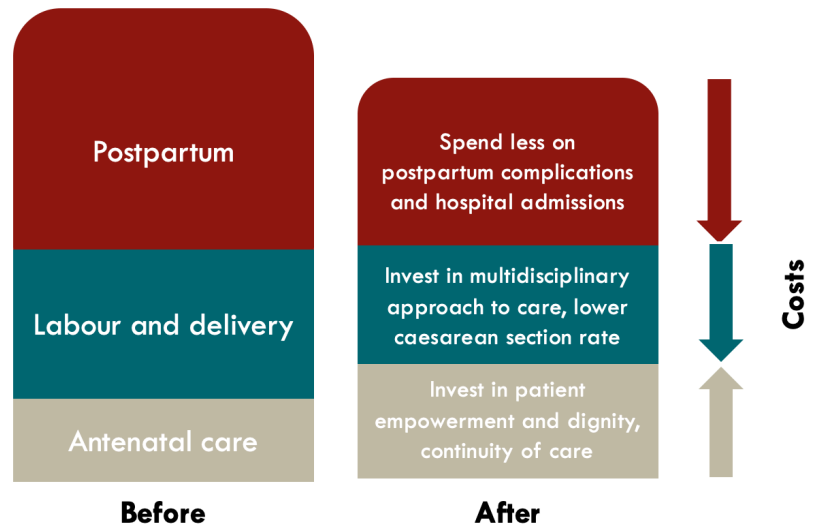 Postpartum
Labour and delivery
Antenatal care
Before
Spend less on
postpartum complications
and hospital admissions
Invest in multidisciplinary
approach to care, lower
caesarean section rate
Invest in patient
empowerment and dignity,
continuity of care
After
Costs